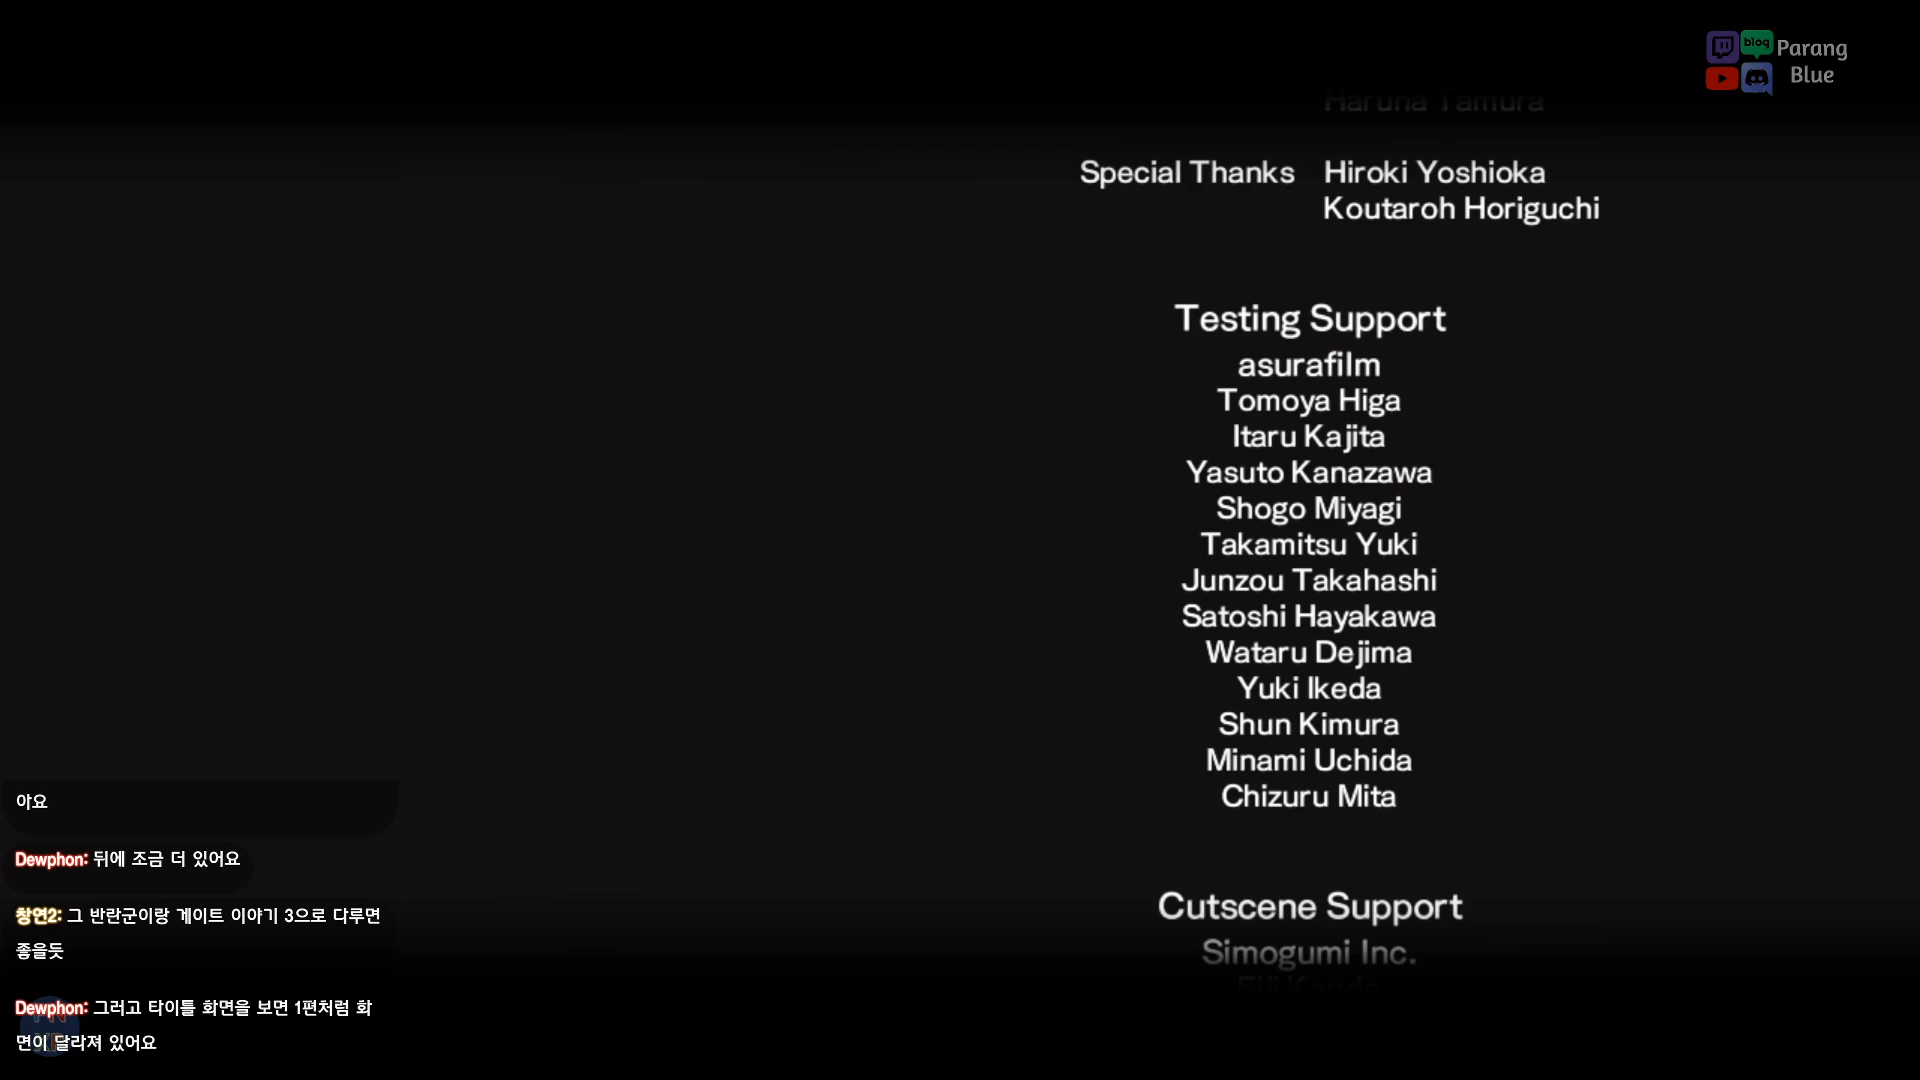 blog
Parang
Blue
Haruna Tamura
Special Thanks Hiroki Yoshioka
Koutaroh Horiguchi
Testing Support
asurafilm
Tomoya Higa
Itaru Kajita
Yasuto Kanazawa
Shogo Miyagi
Takamitsu Yuki
Junzou Takahashi
Satoshi Hayakawa
Wataru Dejima
Yuki Ikeda
Shun Kimura
Minami Uchida
Chizuru Mita
Cutscene Support
Simogumi Inc.
아요
Dewphon: 뒤에 조금 더 있어요
창연2: 그 반란군이랑 게이트 이야기 3으로 다루면
좋을듯
Dewphon: 그러고 타이틀 화면을 보면 1편처럼 화
면이 달라져 있어요